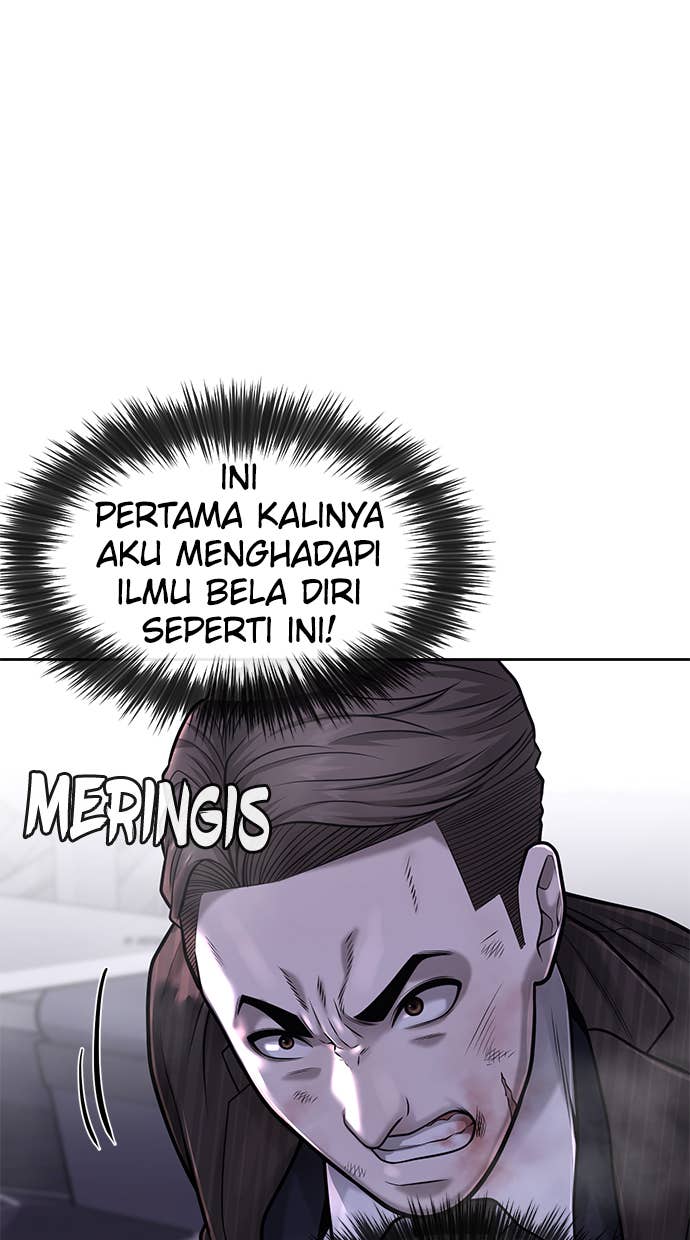 INI
PERTAMA KALINYA
AKU MENGHADAPI
ILMU BELA DIRI
SEPERTI INI!
MERINGIS